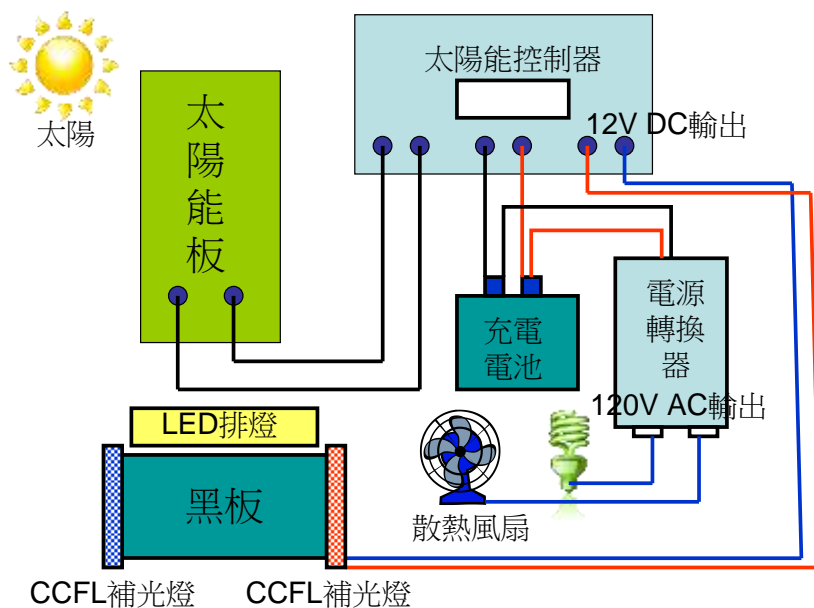 太陽
太
陽
能
板
太陽能控制器
12V DC輸出
充電
電池
電源
轉換
器
120V AC輸出
LED排燈
黑板
散熱風扇
CCFL補光燈
CCFL補光燈